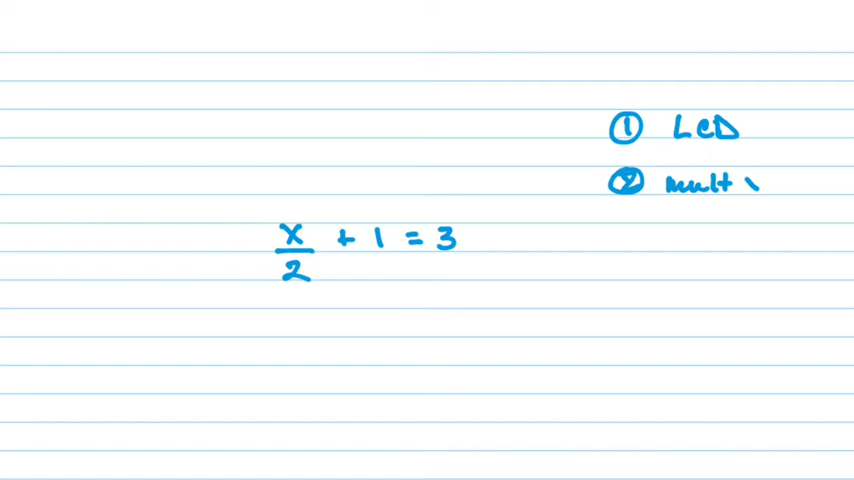 ① LCD
② mult
x/2 + 1 = 3